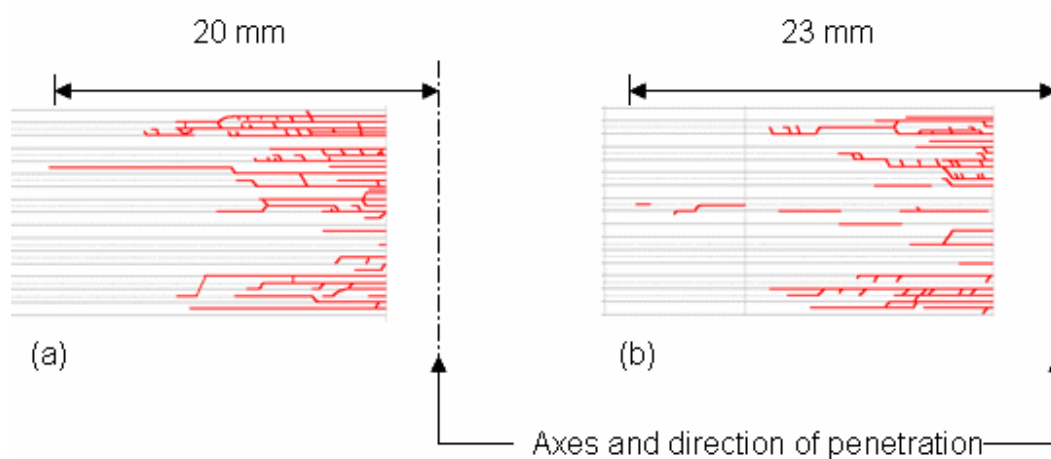 20 mm
23 mm
(a)
(b)
Axes and direction of penetration